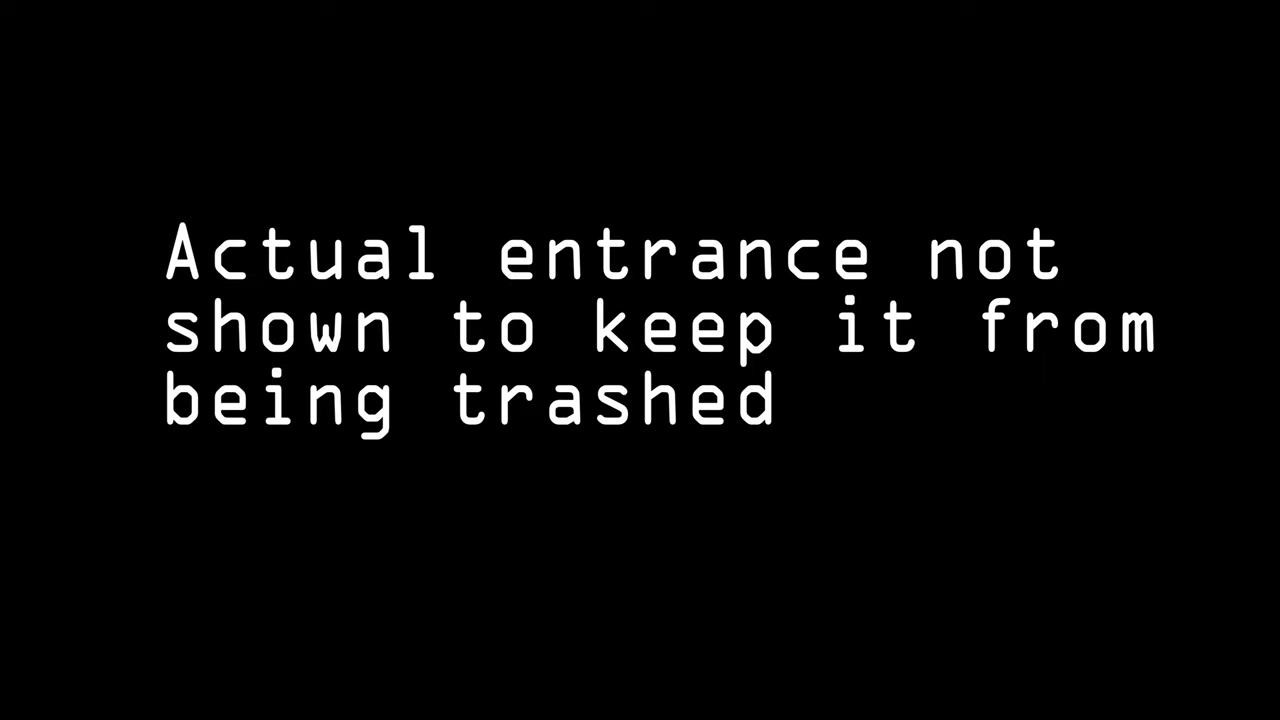 Actual entrance not
shown to keep it from
being trashed